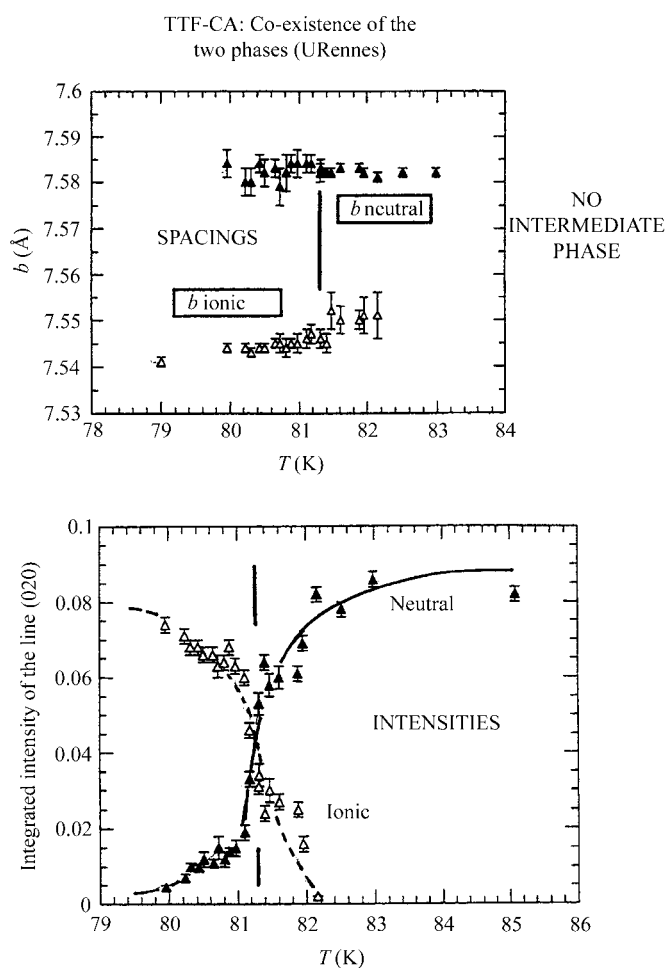 TTF-CA: Co-existence of the
two phases (URennes)
7.6
7.59
7.58
7.57
7.56
7.55
7.54
7.53
b (Å)
SPACINGS
b neutral
b ionic
NO
INTERMEDIATE
PHASE
78 79 80 81 82 83 84
T (K)
0.1
0.08
0.06
0.04
0.02
0
Integrated intensity of the line (020)
Neutral
INTENSITIES
Ionic
79 80 81 82 83 84 85 86
T (K)